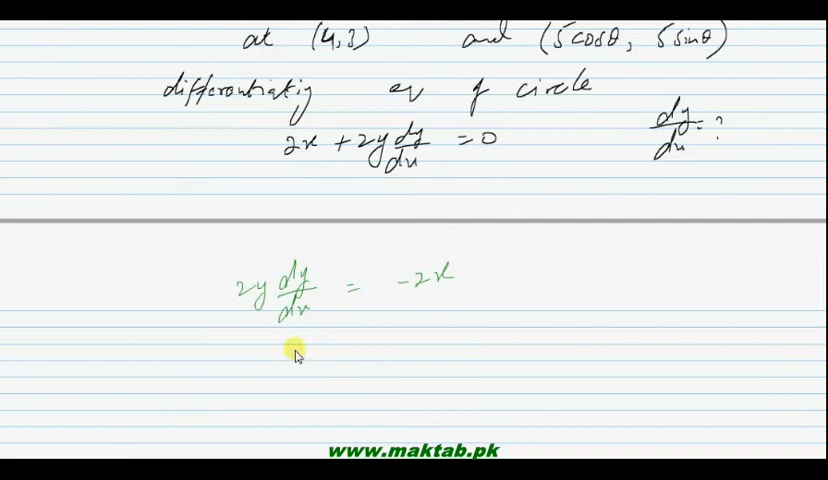 at (4,3) and (5cosθ, 5sinθ)
differentiating eq of circle
2x + 2y dy/dx = 0 dy/dx = ?
2y dy/dx = -2x
www.maktab.pk